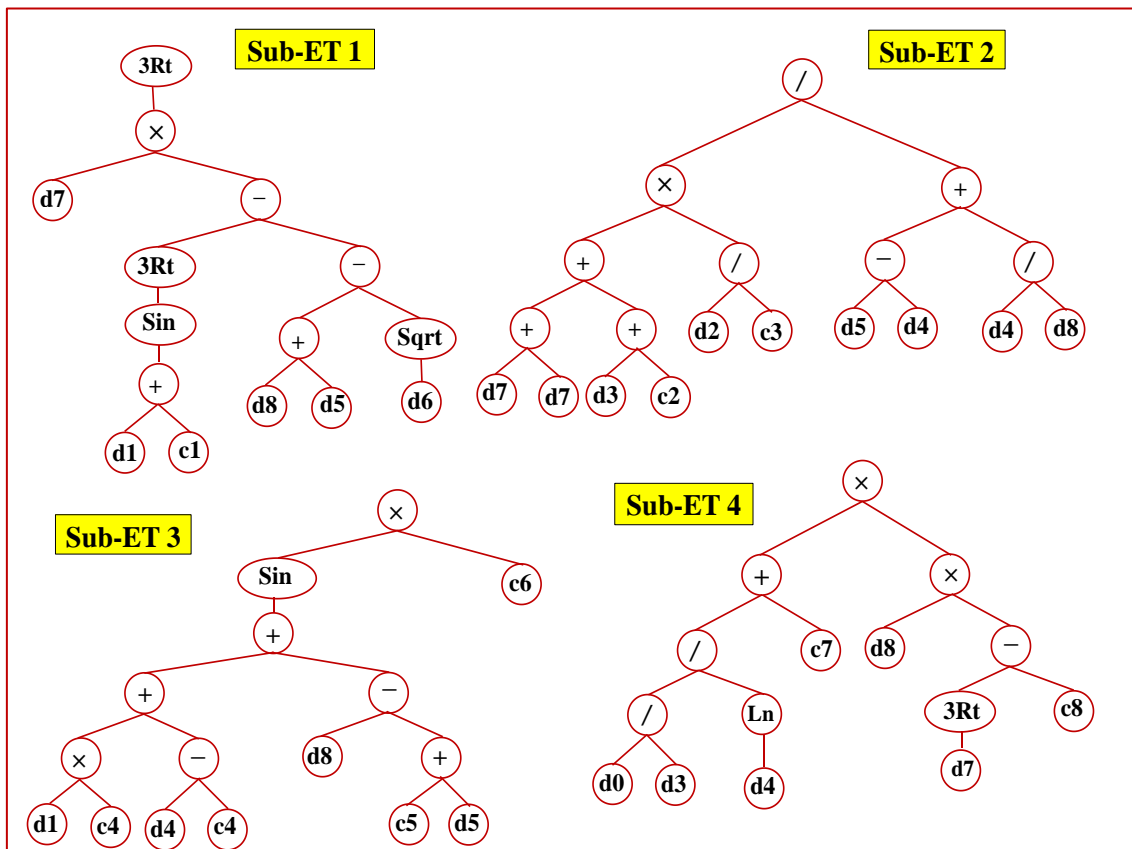 Sub-ET 1
3Rt
×
d7
−
3Rt
−
Sin
+
Sqrt
+
d8
d5
d6
d1
c1
Sub-ET 2
/
×
+
+
/
−
/
+
+
d2
c3
d5
d4
d4
d8
d7
d7
d3
c2
Sub-ET 3
×
Sin
c6
+
+
−
×
−
d8
+
d1
c4
d4
c4
c5
d5
Sub-ET 4
×
+
×
/
c7
d8
−
/
Ln
3Rt
c8
d0
d3
d4
d7